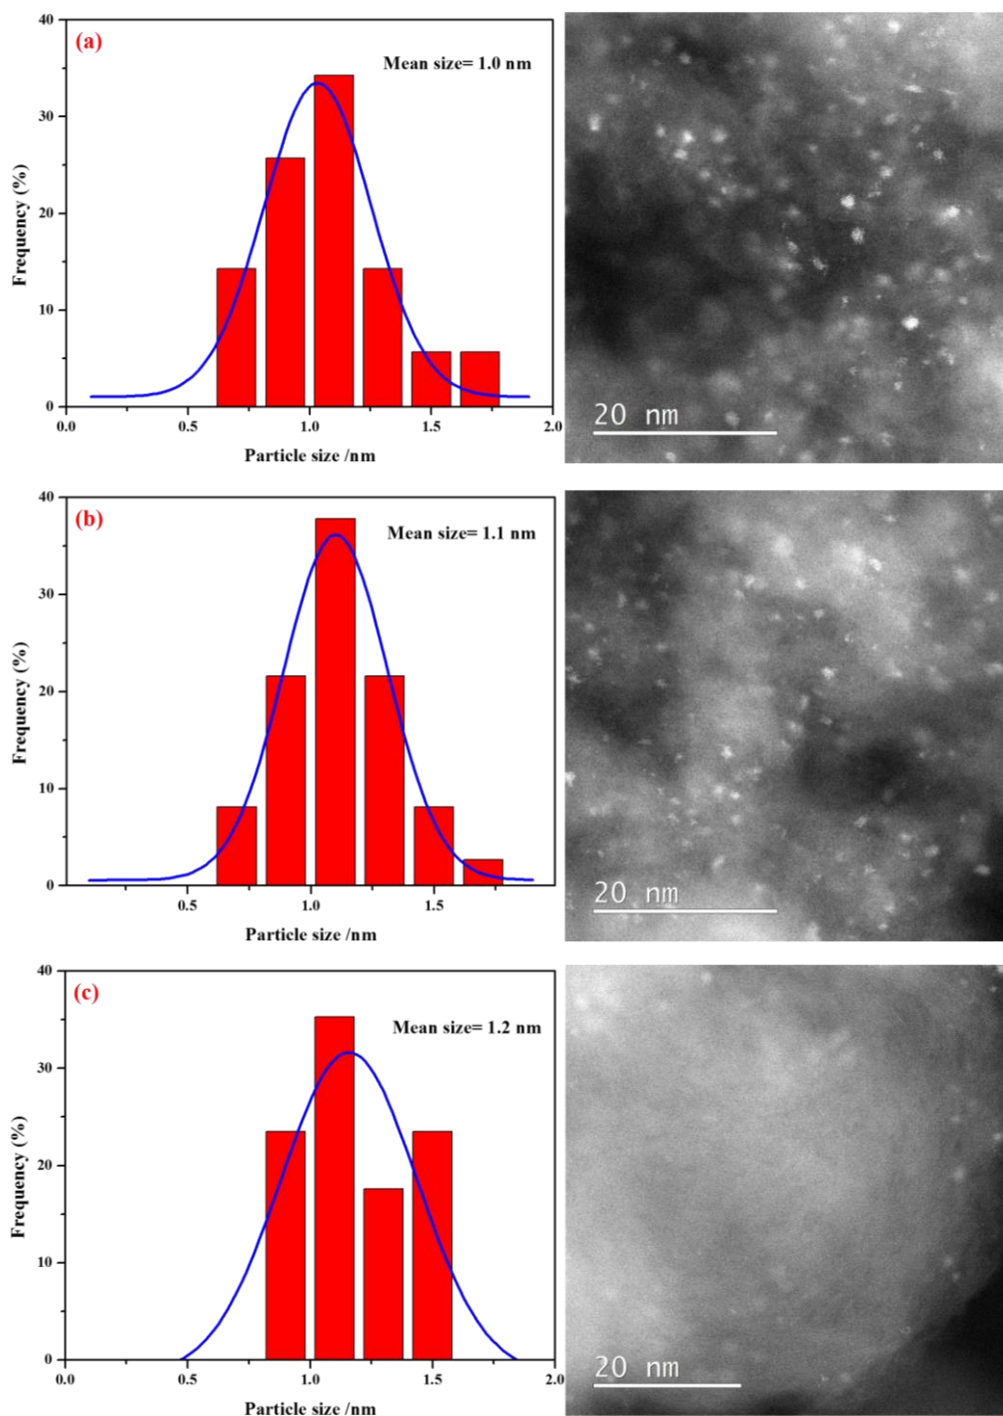 (a)
Mean size= 1.0 nm
40
30
20
10
0
Frequency (%)
0.0 0.5 1.0 1.5 2.0
Particle size /nm
20 nm
(b)
Mean size= 1.1 nm
40
30
20
10
0
Frequency (%)
0.5 1.0 1.5
Particle size /nm
20 nm
(c)
Mean size= 1.2 nm
40
30
20
10
0
Frequency (%)
0.0 0.5 1.0 1.5 2.0
Particle size /nm
20 nm